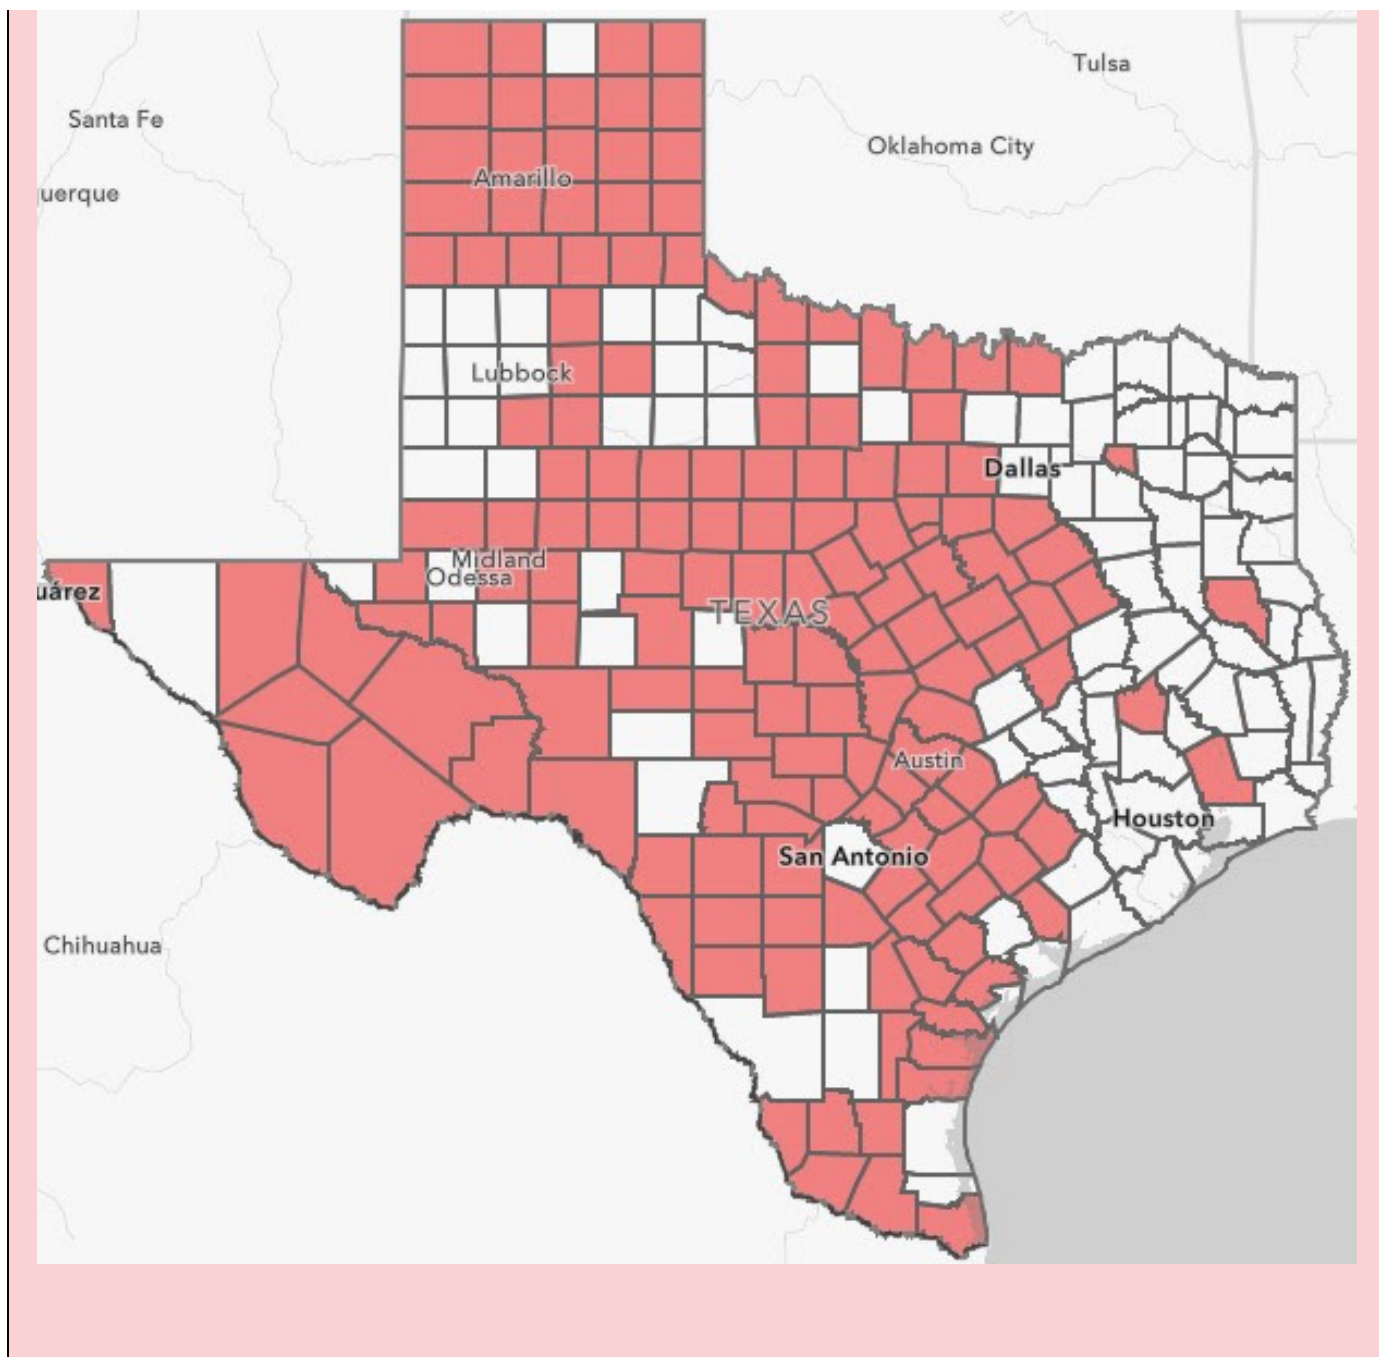 Tulsa
Santa Fe
Oklahoma City
Amarillo
uerque
Lubbock
Dallas
Midland
Odessa
uárez
TEXAS
Austin
Houston
San Antonio
Chihuahua